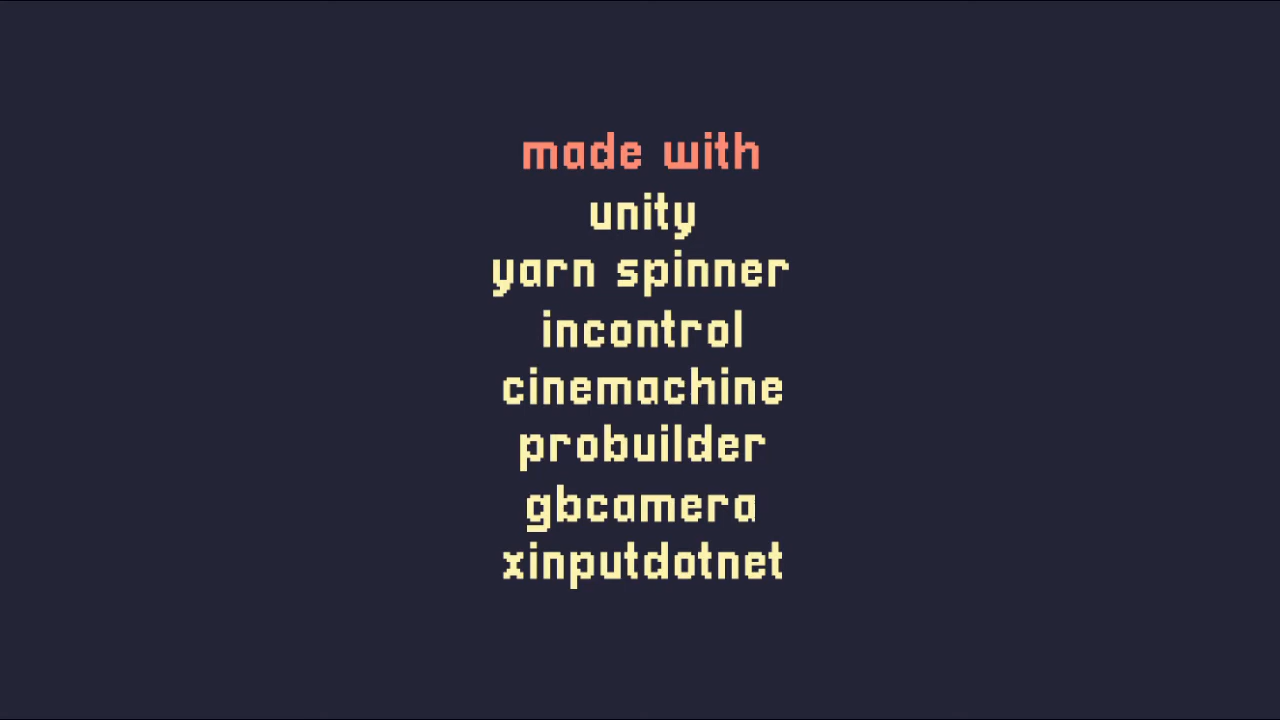 made with
unity
yarn spinner
incontrol
cinemachine
probuilder
gbcamera
xinputdotnet